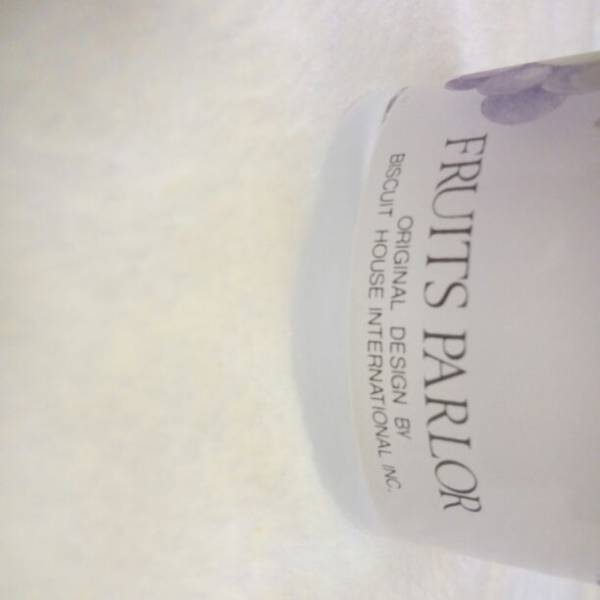 FRUITS PARLOR
ORIGINAL DESIGN BY
BISCUIT HOUSE INTERNATIONAL INC.